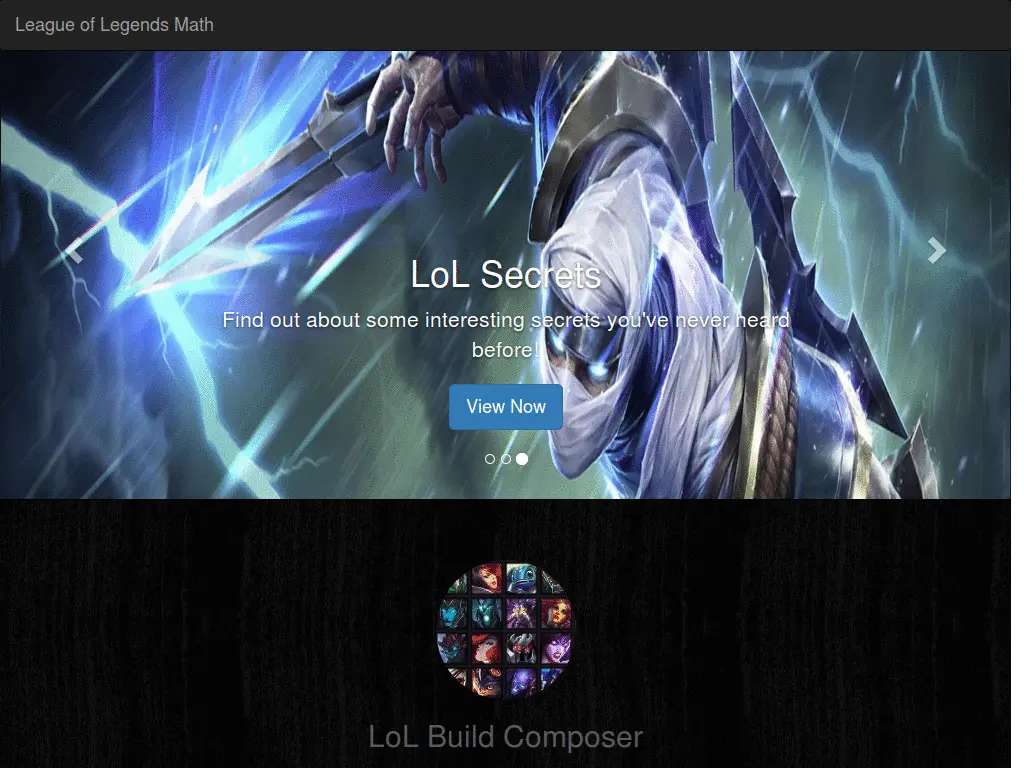 League of Legends Math
LoL Secrets
Find out about some interesting secrets you've never heard
before!
View Now
LoL Build Composer